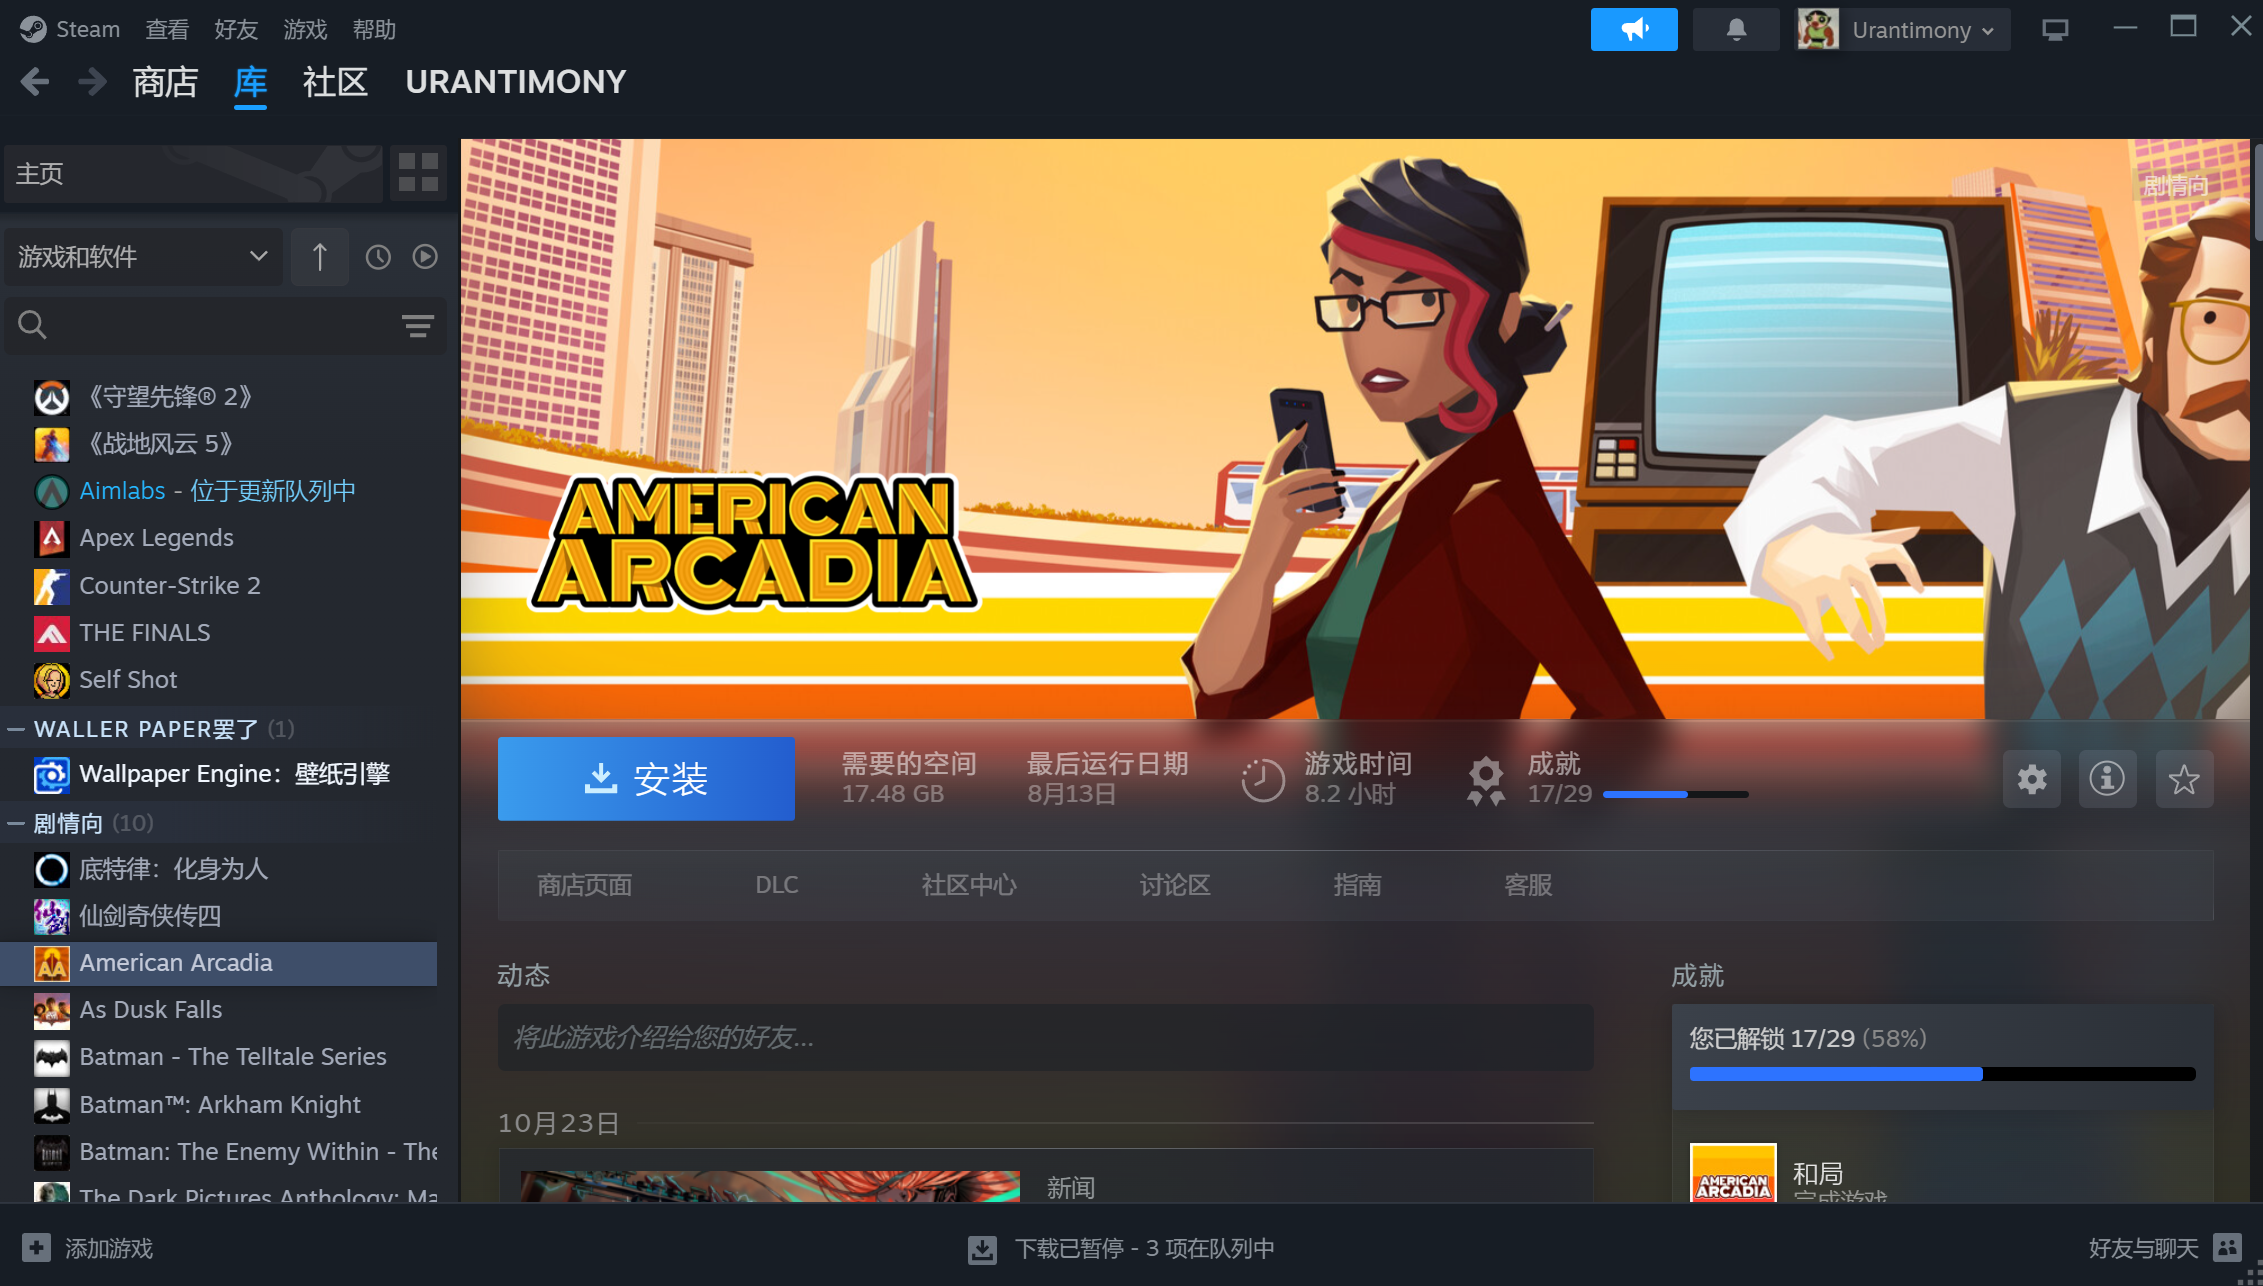 Steam 查看 好友 游戏 帮助
Urantimony
商店 库 社区 URANTIMONY
主页
游戏和软件
《守望先锋® 2》
《战地风云 5》
Aimlabs - 位于更新队列中
Apex Legends
Counter-Strike 2
THE FINALS
Self Shot
WALLER PAPER罢了 (1)
Wallpaper Engine：壁纸引擎
剧情向 (10)
底特律：化身为人
仙剑奇侠传四
American Arcadia
As Dusk Falls
Batman - The Telltale Series
Batman™: Arkham Knight
Batman: The Enemy Within - The
The Dark Pictures Anthology: Ma
剧情向
AMERICAN
ARCADIA
安装
需要的空间
17.48 GB
最后运行日期
8月13日
游戏时间
8.2 小时
成就
17/29
商店页面 DLC 社区中心 讨论区 指南 客服
动态
将此游戏介绍给您的好友...
10月23日
新闻
成就
您已解锁 17/29 (58%)
AMERICAN
ARCADIA
和局
完成游戏
添加游戏
下载已暂停 - 3 项在队列中
好友与聊天